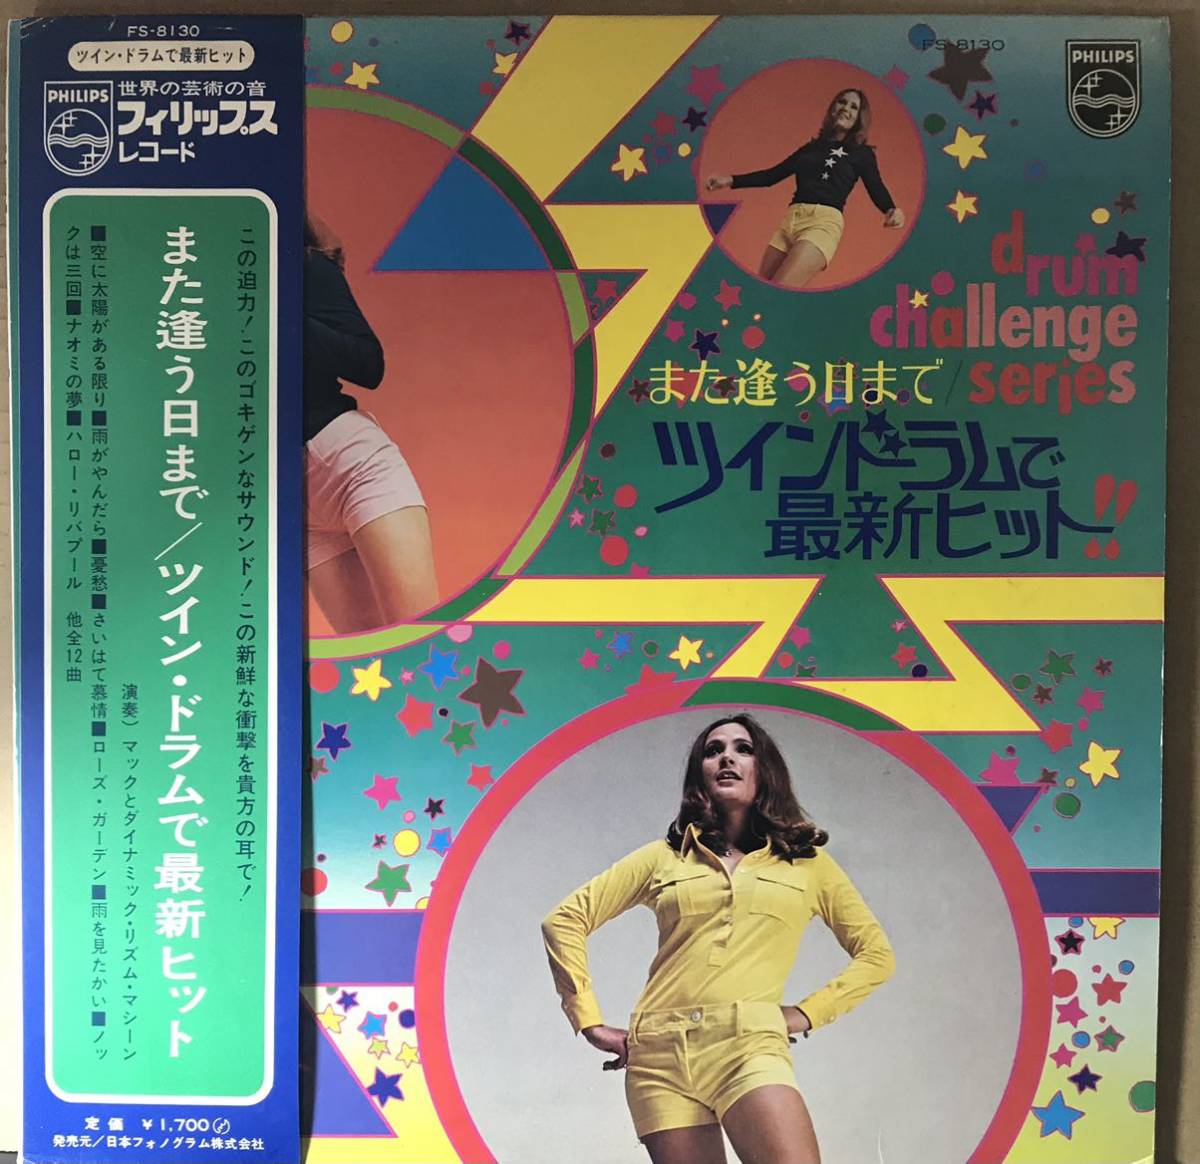 FS-8130
ツイン・ドラムで最新ヒット
PHILIPS
世界の芸術の音
フィリップス
レコード
この迫力!このゴキゲンなサウンド!この新鮮な衝撃を貴方の耳で!
また逢う日まで/ツイン・ドラムで最新ヒット
演奏)マックとダイナミック・リズム・マシーン
■空に太陽がある限り■雨がやんだら■憂愁■さいはて慕情■ローズ・ガーデン■雨を見たかい■ノッ
クは三回■ナオミの夢■ハロー・リバプール 他全12曲
定価 ¥1,700
発売元/日本フォノグラム株式会社
FS-8130
PHILIPS
drum
challenge
series
また逢う日まで/
ツインドラムで
最新ヒット!!